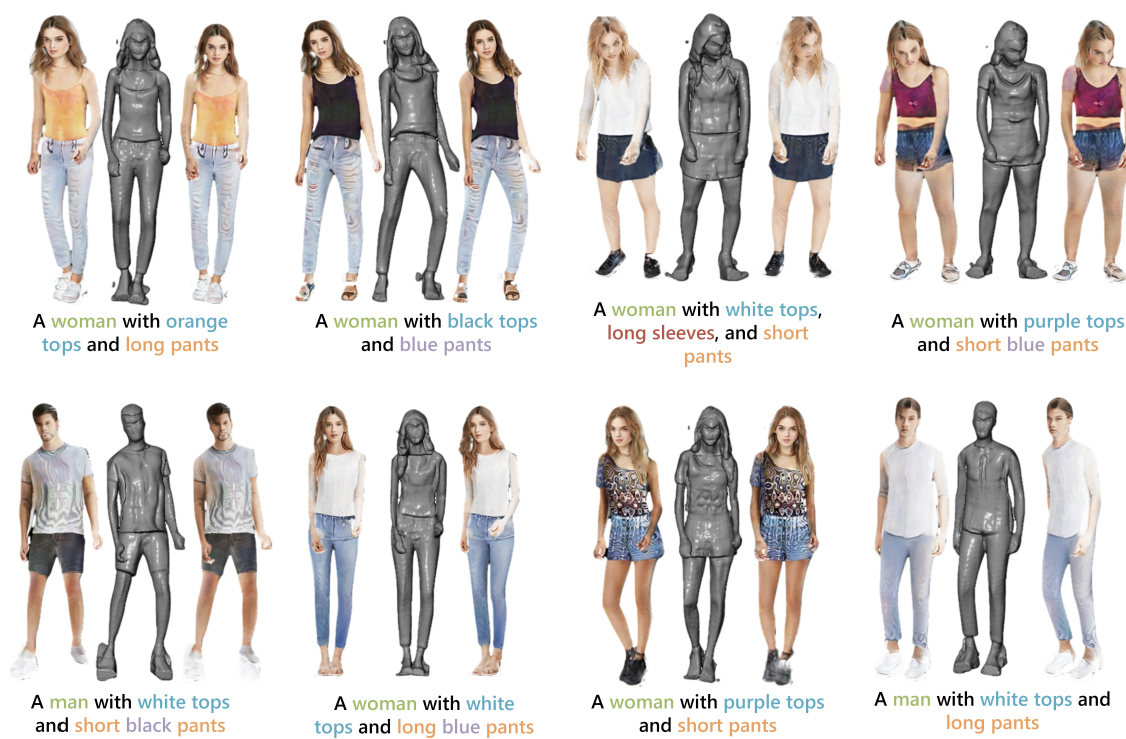 A woman with orange
tops and long pants
A woman with black tops
and blue pants
A woman with white tops,
long sleeves, and short
pants
A woman with purple tops
and short blue pants
A man with white tops
and short black pants
A woman with white
tops and long blue pants
A woman with purple tops
and short pants
A man with white tops and
long pants